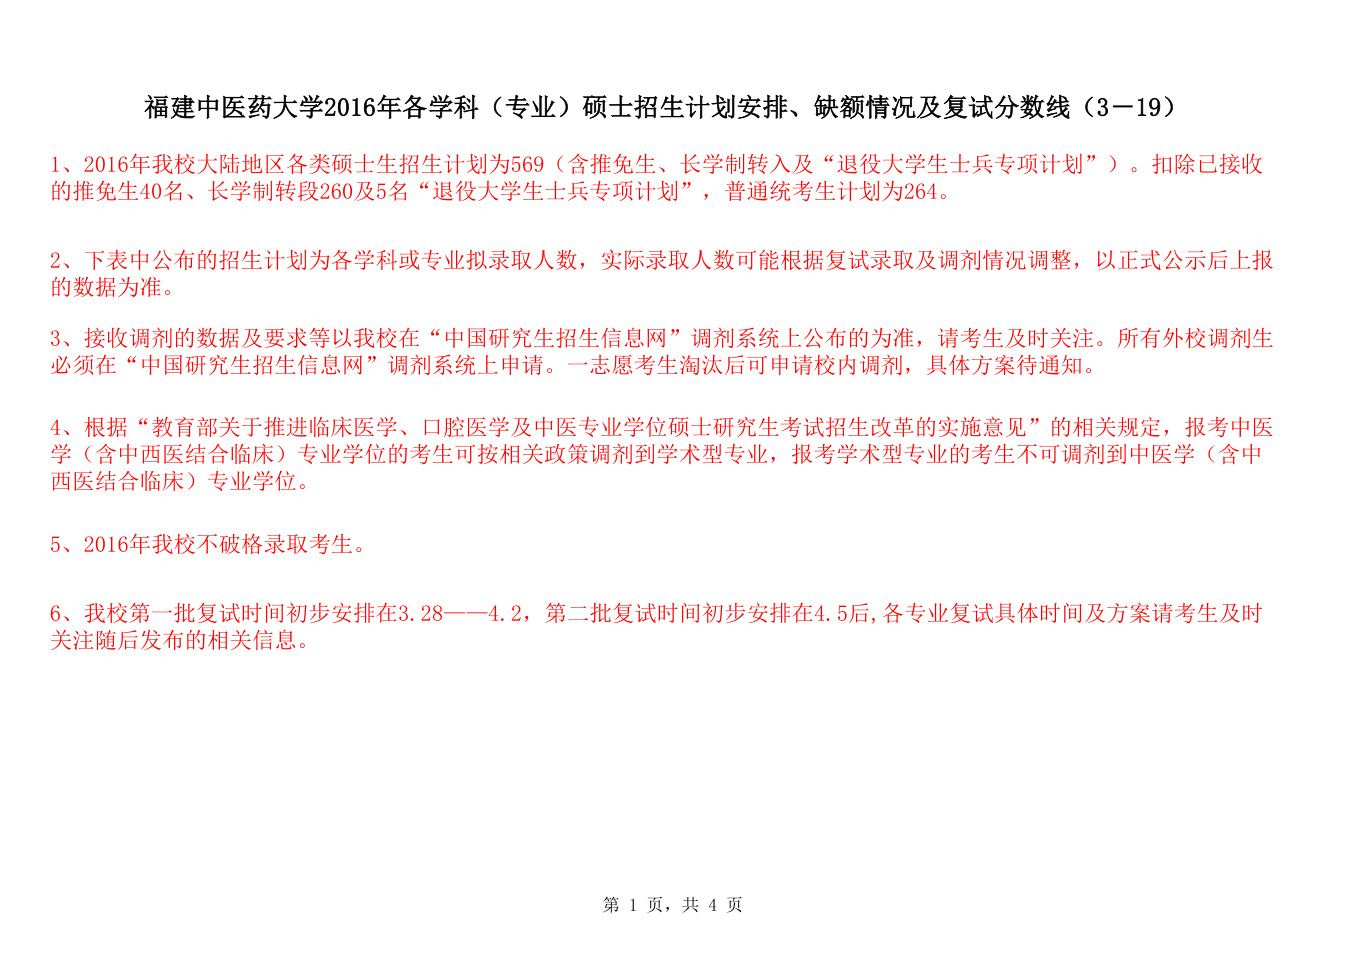 福建中医药大学2016年各学科（专业）硕士招生计划安排、缺额情况及复试分数线（3－19）
1、2016年我校大陆地区各类硕士生招生计划为569（含推免生、长学制转入及“退役大学生士兵专项计划”）。扣除已接收
的推免生40名、长学制转段260及5名“退役大学生士兵专项计划”，普通统考生计划为264。
2、下表中公布的招生计划为各学科或专业拟录取人数，实际录取人数可能根据复试录取及调剂情况调整，以正式公示后上报
的数据为准。
3、接收调剂的数据及要求等以我校在“中国研究生招生信息网”调剂系统上公布的为准，请考生及时关注。所有外校调剂生
必须在“中国研究生招生信息网”调剂系统上申请。一志愿考生淘汰后可申请校内调剂，具体方案待通知。
4、根据“教育部关于推进临床医学、口腔医学及中医专业学位硕士研究生考试招生改革的实施意见”的相关规定，报考中医
学（含中西医结合临床）专业学位的考生可按相关政策调剂到学术型专业，报考学术型专业的考生不可调剂到中医学（含中
西医结合临床）专业学位。
5、2016年我校不破格录取考生。
6、我校第一批复试时间初步安排在3.28——4.2，第二批复试时间初步安排在4.5后,各专业复试具体时间及方案请考生及时
关注随后发布的相关信息。
第 1 页，共 4 页